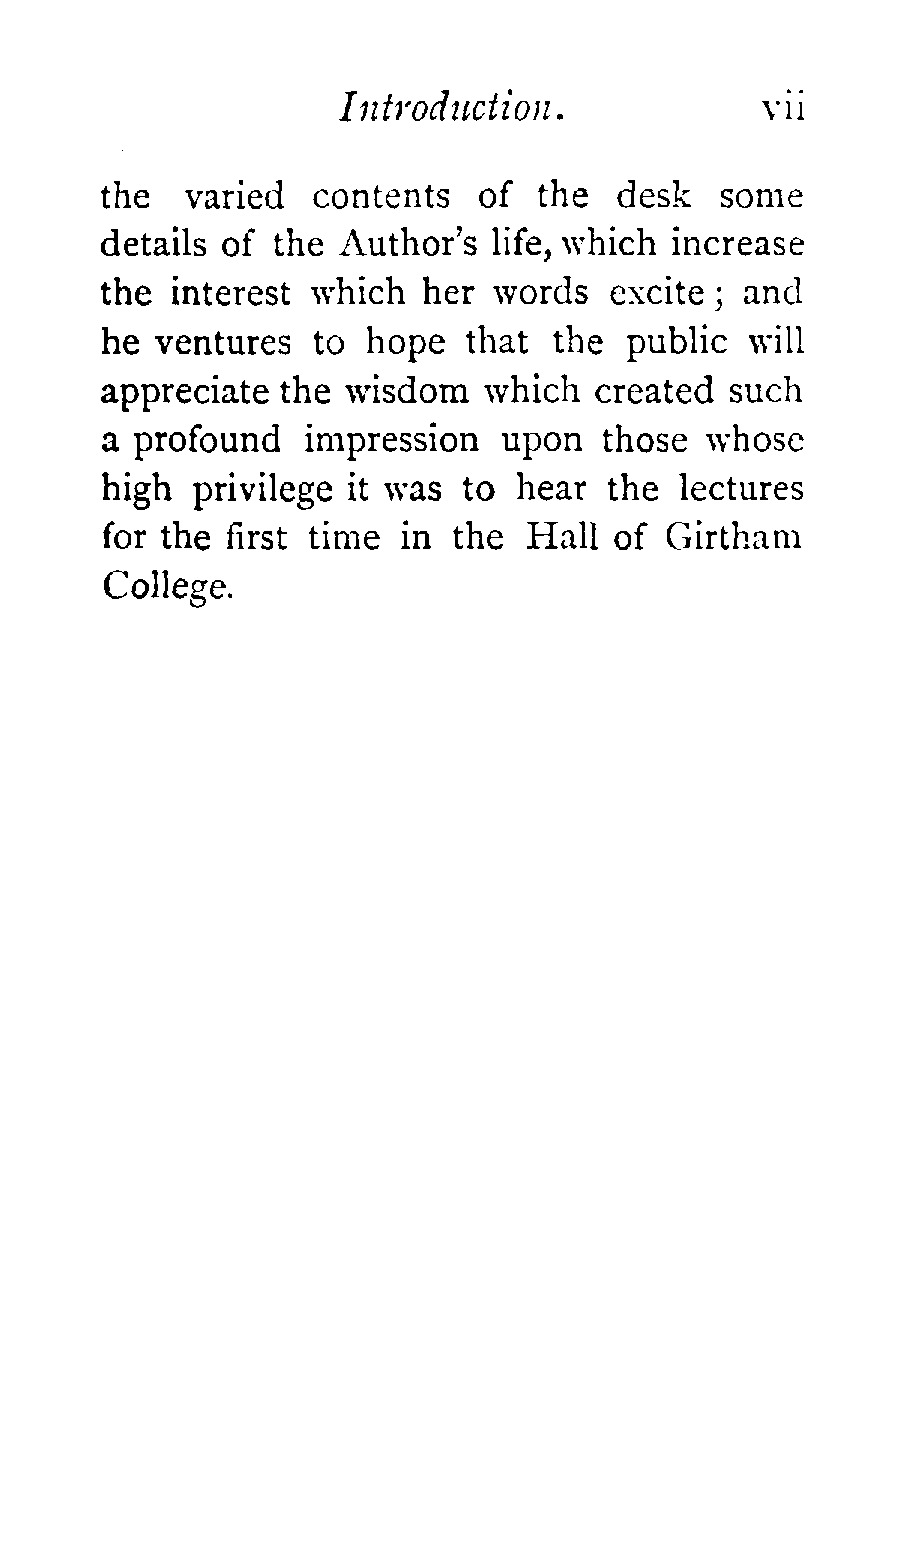 Introduction. vii
the varied contents of the desk some
details of the Author's life, which increase
the interest which her words excite ; and
he ventures to hope that the public will
appreciate the wisdom which created such
a profound impression upon those whose
high privilege it was to hear the lectures
for the first time in the Hall of Girtham
College.